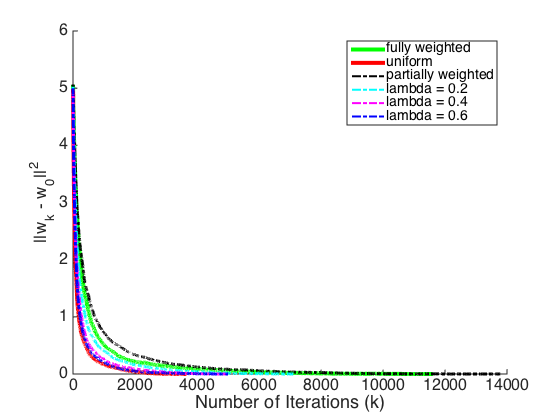 6
5
4
3
2
1
0
||w_k - w_0||^2
fully weighted
uniform
partially weighted
lambda = 0.2
lambda = 0.4
lambda = 0.6
0 2000 4000 6000 8000 10000 12000 14000
Number of Iterations (k)